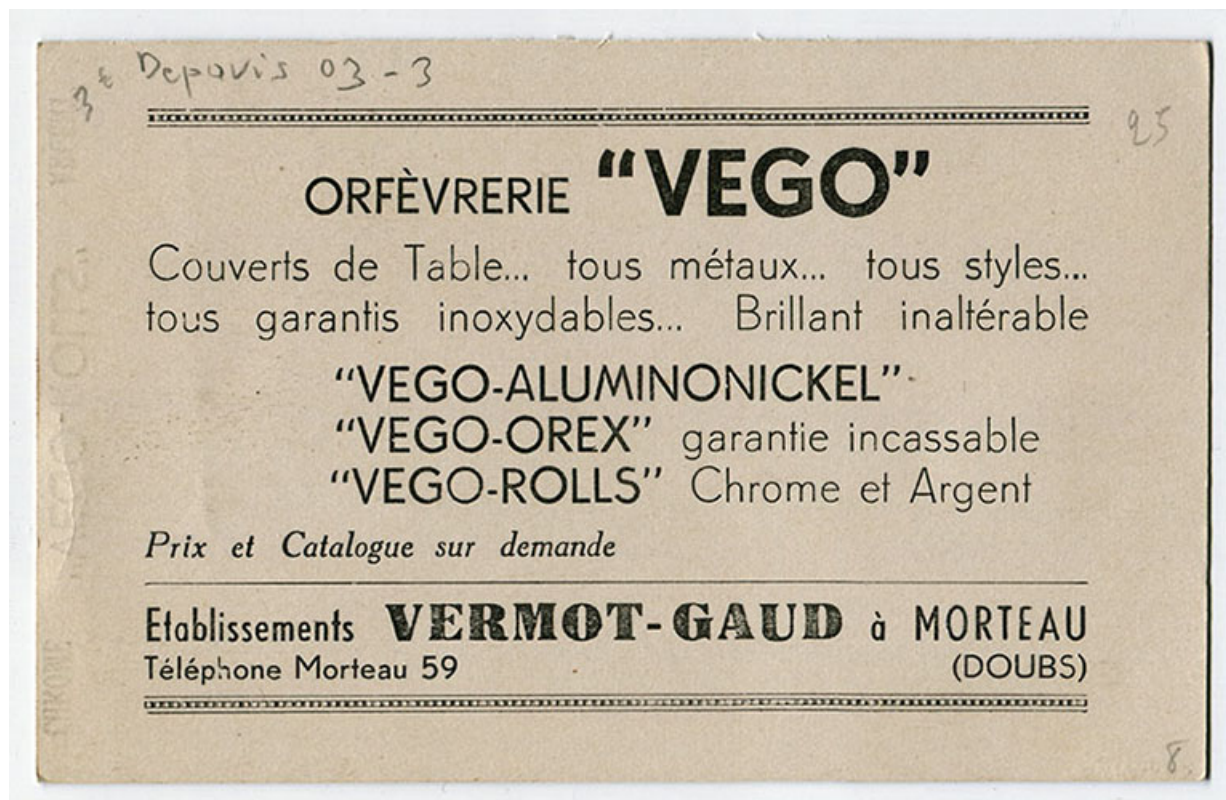 3€ Depavis 03-3
25
ORFÈVRERIE “VEGO”
Couverts de Table... tous métaux... tous styles...
tous garantis inoxydables... Brillant inaltérable
“VEGO-ALUMINONICKEL”
“VEGO-OREX” garantie incassable
“VEGO-ROLLS” Chrome et Argent
Prix et Catalogue sur demande
Etablissements VERMOT-GAUD à MORTEAU
Téléphone Morteau 59 (DOUBS)
8